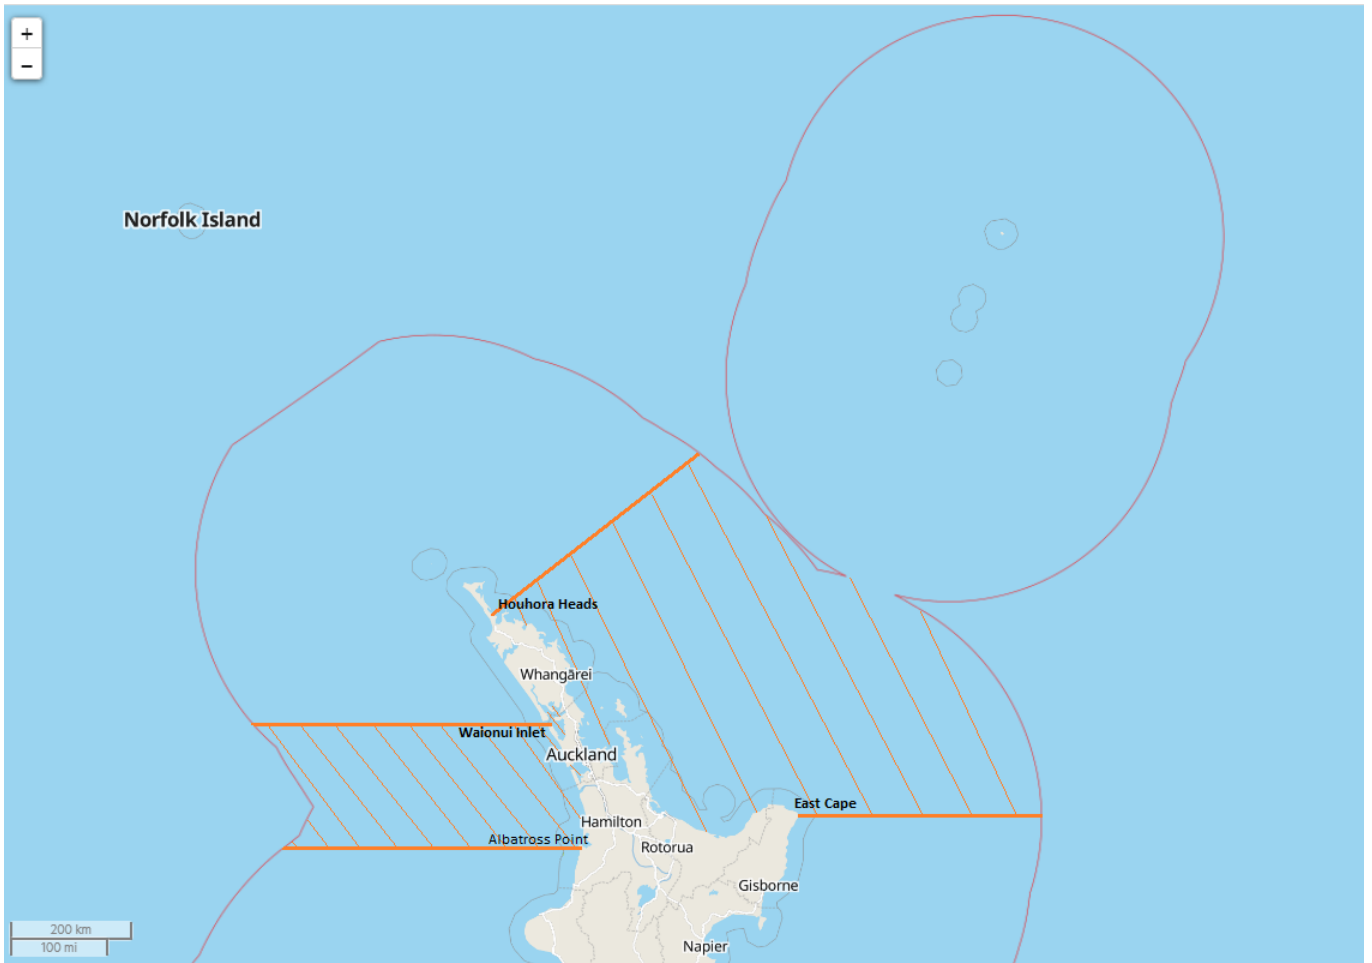 +
−
Norfolk Island
Houhora Heads
Whangārei
Waionui Inlet
Auckland
East Cape
Hamilton
Albatross Point
Rotorua
Gisborne
Napier
200 km
100 mi